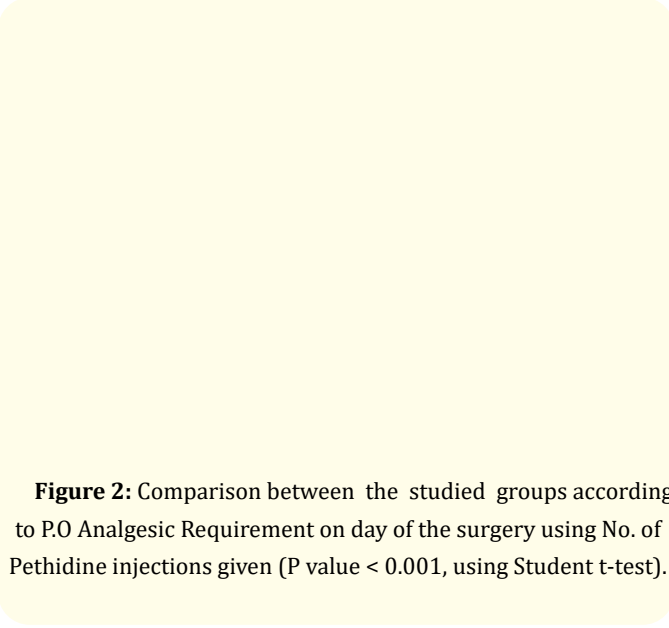 Figure 2: Comparison between the studied groups according
to P.O Analgesic Requirement on day of the surgery using No. of
Pethidine injections given (P value < 0.001, using Student t-test).